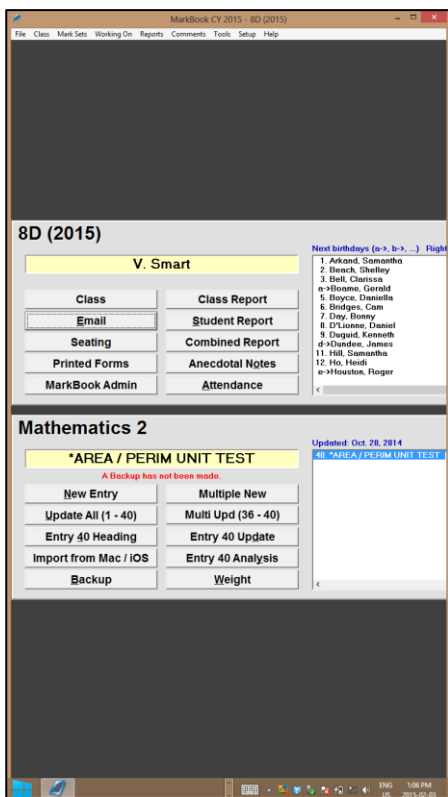 MarkBook CY 2015 - 8D (2015)
File Class Mark Sets Working On Reports Comments Tools Setup Help
8D (2015)
Next birthdays (a->, b->, ...) Right
V. Smart
1. Arkand, Samantha
2. Beach, Shelley
3. Bell, Clarissa
a->Boame, Gerald
5. Boyce, Daniella
6. Bridges, Cam
7. Day, Bonny
8. D'Lionne, Daniel
9. Duguid, Kenneth
d->Dundee, James
11. Hill, Samantha
12. Ho, Heidi
e->Houston, Roger
Class Class Report
Email Student Report
Seating Combined Report
Printed Forms Anecdotal Notes
MarkBook Admin Attendance
Mathematics 2
Updated: Oct. 28, 2014
*AREA / PERIM UNIT TEST
40. *AREA / PERIM UNIT TEST
A Backup has not been made.
New Entry Multiple New
Update All (1 - 40) Multi Upd (36 - 40)
Entry 40 Heading Entry 40 Update
Import from Mac / iOS Entry 40 Analysis
Backup Weight
ENG 1:06 PM
US 2015-02-03